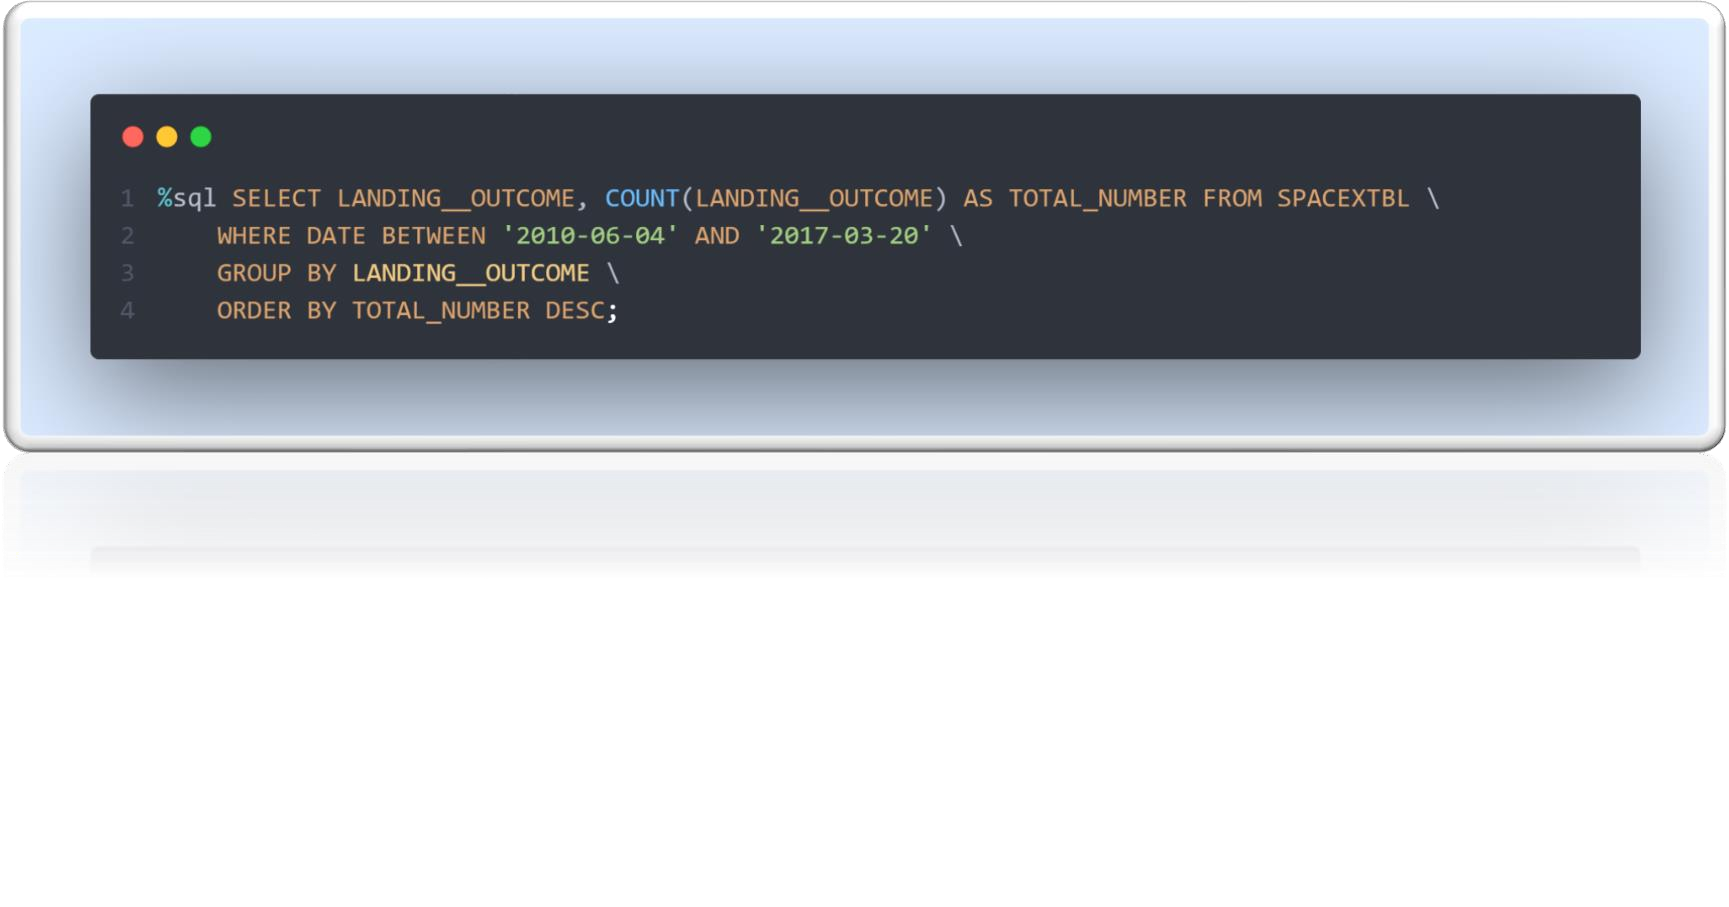 1 %sql SELECT LANDING__OUTCOME, COUNT(LANDING__OUTCOME) AS TOTAL_NUMBER FROM SPACEXTBL \
2     WHERE DATE BETWEEN '2010-06-04' AND '2017-03-20' \
3     GROUP BY LANDING__OUTCOME \
4     ORDER BY TOTAL_NUMBER DESC;